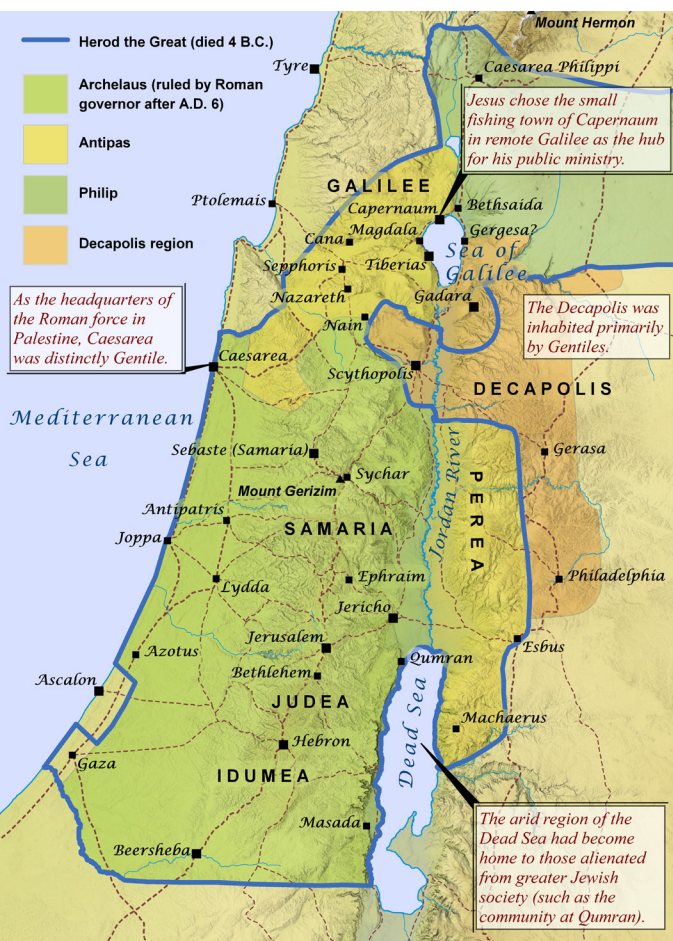 Mount Hermon
Herod the Great (died 4 B.C.)
Archelaus (ruled by Roman
governor after A.D. 6)
Antipas
Philip
Decapolis region
Tyre
Caesarea Philippi
Jesus chose the small
fishing town of Capernaum
in remote Galilee as the hub
for his public ministry.
GALILEE
Ptolemais
Capernaum
Bethsaida
Magdala
Gergesa?
Cana
Sea of
Galilee
Sepphoris
Tiberias
Nazareth
Gadara
As the headquarters of
the Roman force in
Palestine, Caesarea
was distinctly Gentile.
The Decapolis was
inhabited primarily
by Gentiles.
Nain
Caesarea
Scythopolis
DECAPOLIS
Mediterranean
Sea
Sebaste (Samaria)
Gerasa
Sychar
Mount Gerizim
Jordan River
PEREA
Antipatris
SAMARIA
Joppa
Lydda
Ephraim
Philadelphia
Jericho
Jerusalem
Esbus
Azotus
Qumran
Bethlehem
Ascalon
JUDEA
Dead Sea
Machaerus
Hebron
Gaza
IDUMEA
Masada
The arid region of the
Dead Sea had become
home to those alienated
from greater Jewish
society (such as the
community at Qumran).
Beersheba